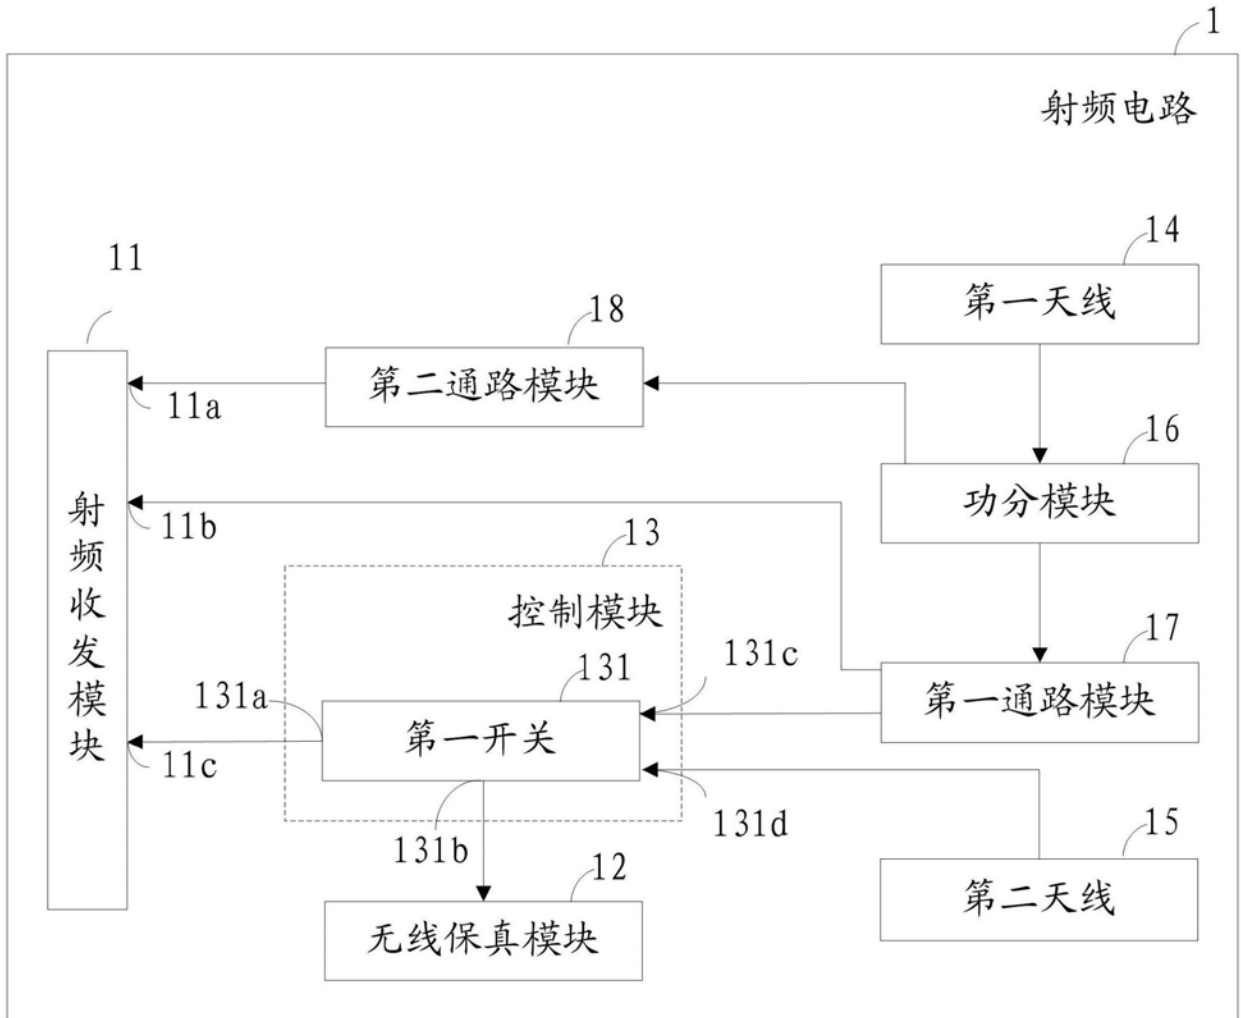 1
射频电路
14
11
第一天线
18
第二通路模块
11a
16
功分模块
射频收发模块
11b
13
控制模块
17
131c
131
131a
第一通路模块
第一开关
11c
131d
15
131b
12
第二天线
无线保真模块